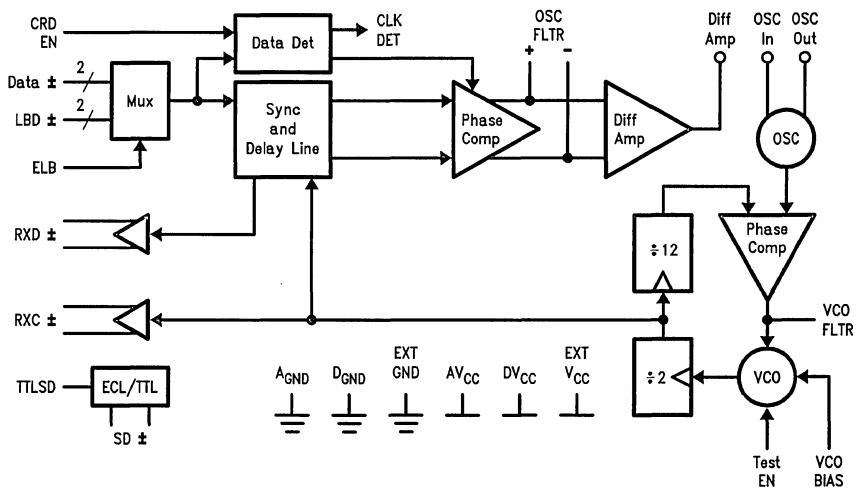 CRD
EN
Data ±
2
LBD ±
2
ELB
Mux
Data Det
CLK
DET
Sync
and
Delay Line
Phase
Comp
OSC
FLTR
+ −
Diff
Amp
Diff
Amp
OSC
In
OSC
Out
OSC
RXD ±
RXC ±
÷12
Phase
Comp
VCO
FLTR
TTLSD
ECL/TTL
SD ±
AGND
DGND
EXT
GND
AVCC
DVCC
EXT
VCC
÷2
VCO
Test
EN
VCO
BIAS